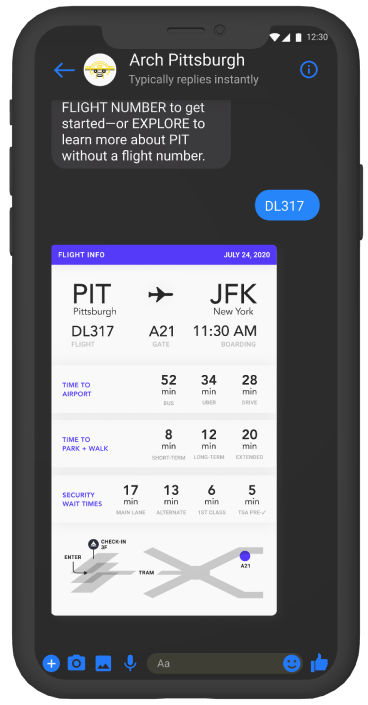 12:30
Arch Pittsburgh
Typically replies instantly
FLIGHT NUMBER to get
started—or EXPLORE to
learn more about PIT
without a flight number.
DL317
FLIGHT INFO JULY 24, 2020
PIT JFK
Pittsburgh New York
DL317 A21 11:30 AM
FLIGHT GATE BOARDING
TIME TO
AIRPORT
52 34 28
min min min
BUS UBER DRIVE
TIME TO
PARK + WALK
8 12 20
min min min
SHORT-TERM LONG-TERM EXTENDED
SECURITY
WAIT TIMES
17 13 6 5
min min min min
MAIN LANE ALTERNATE 1ST CLASS TSA PRE✓
CHECK-IN
3F
ENTER
TRAM
A21
Aa